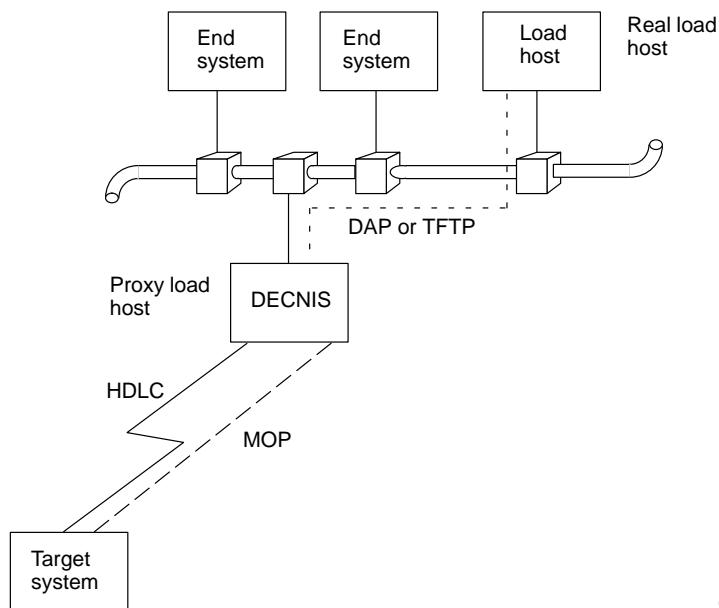 End
system
End
system
Load
host
Real load
host
DAP or TFTP
Proxy load
host
DECNIS
HDLC
MOP
Target
system